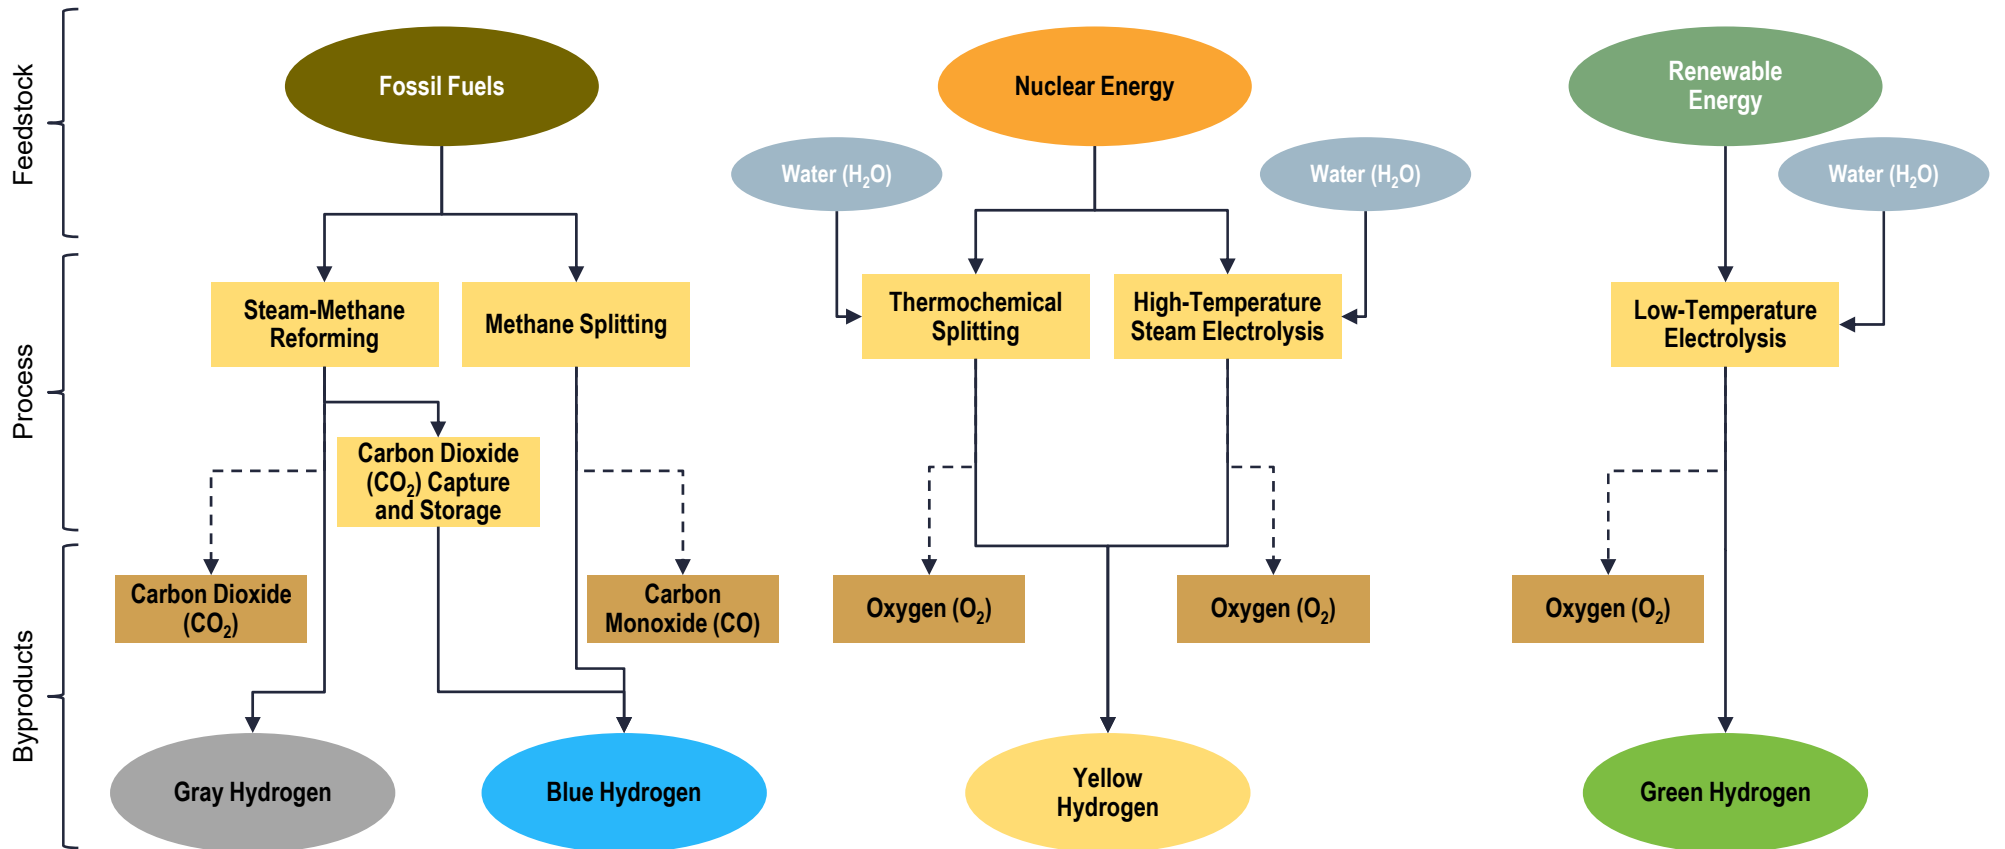 Feedstock
Fossil Fuels
Nuclear Energy
Renewable
Energy
Water (H₂O)
Water (H₂O)
Water (H₂O)
Process
Steam-Methane
Reforming
Methane Splitting
Thermochemical
Splitting
High-Temperature
Steam Electrolysis
Low-Temperature
Electrolysis
Carbon Dioxide
(CO₂) Capture
and Storage
Byproducts
Carbon Dioxide
(CO₂)
Carbon
Monoxide (CO)
Oxygen (O₂)
Oxygen (O₂)
Oxygen (O₂)
Gray Hydrogen
Blue Hydrogen
Yellow
Hydrogen
Green Hydrogen